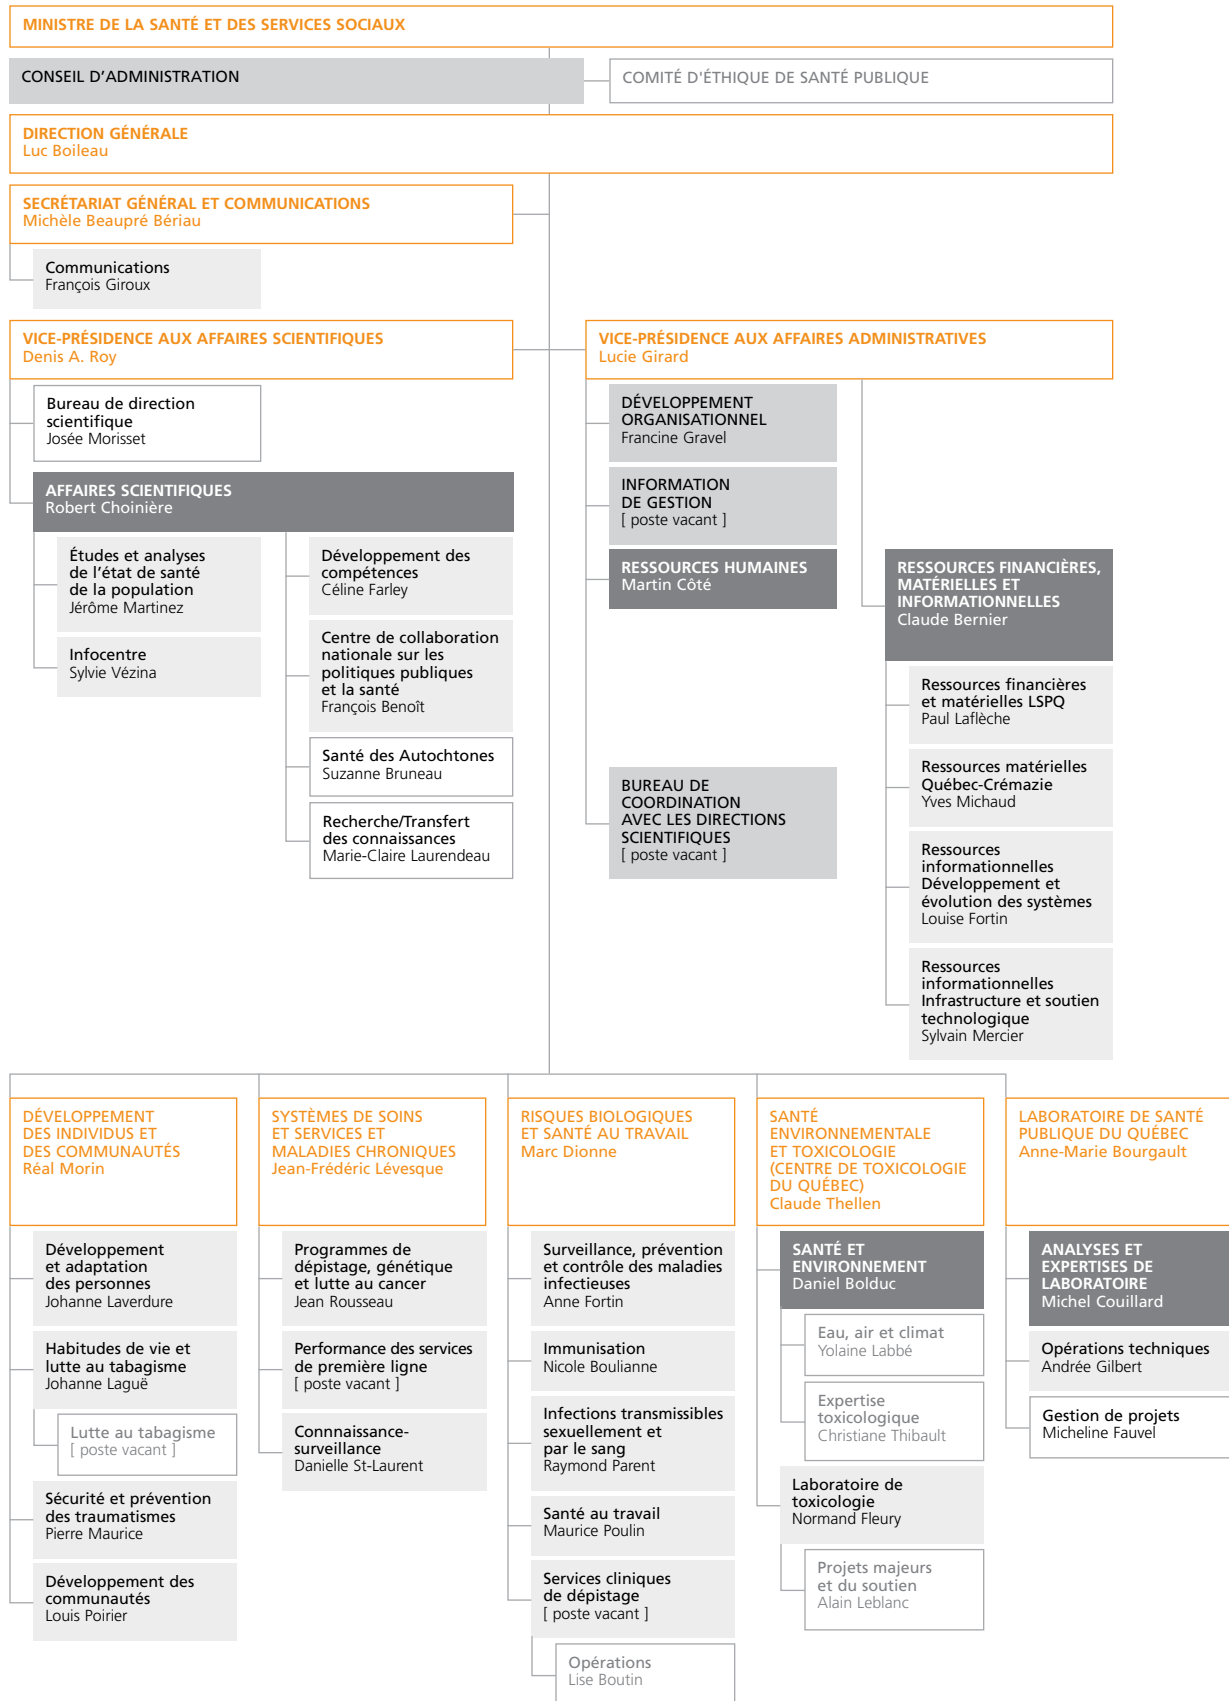 MINISTRE DE LA SANTÉ ET DES SERVICES SOCIAUX
CONSEIL D'ADMINISTRATION
COMITÉ D'ÉTHIQUE DE SANTÉ PUBLIQUE
DIRECTION GÉNÉRALE
Luc Boileau
SECRÉTARIAT GÉNÉRAL ET COMMUNICATIONS
Michèle Beaupré Bériau
Communications
François Giroux
VICE-PRÉSIDENCE AUX AFFAIRES SCIENTIFIQUES
Denis A. Roy
Bureau de direction
scientifique
Josée Morisset
AFFAIRES SCIENTIFIQUES
Robert Choinière
Études et analyses
de l'état de santé
de la population
Jérôme Martinez
Infocentre
Sylvie Vézina
Développement des
compétences
Céline Farley
Centre de collaboration
nationale sur les
politiques publiques
et la santé
François Benoît
Santé des Autochtones
Suzanne Bruneau
Recherche/Transfert
des connaissances
Marie-Claire Laurendeau
VICE-PRÉSIDENCE AUX AFFAIRES ADMINISTRATIVES
Lucie Girard
DÉVELOPPEMENT
ORGANISATIONNEL
Francine Gravel
INFORMATION
DE GESTION
[ poste vacant ]
RESSOURCES HUMAINES
Martin Côté
BUREAU DE
COORDINATION
AVEC LES DIRECTIONS
SCIENTIFIQUES
[ poste vacant ]
RESSOURCES FINANCIÈRES,
MATÉRIELLES ET
INFORMATIONNELLES
Claude Bernier
Ressources financières
et matérielles LSPQ
Paul Laflèche
Ressources matérielles
Québec-Crémazie
Yves Michaud
Ressources
informationnelles
Développement et
évolution des systèmes
Louise Fortin
Ressources
informationnelles
Infrastructure et soutien
technologique
Sylvain Mercier
DÉVELOPPEMENT
DES INDIVIDUS ET
DES COMMUNAUTÉS
Réal Morin
Développement
et adaptation
des personnes
Johanne Laverdure
Habitudes de vie et
lutte au tabagisme
Johanne Laguë
Lutte au tabagisme
[ poste vacant ]
Sécurité et prévention
des traumatismes
Pierre Maurice
Développement des
communautés
Louis Poirier
SYSTÈMES DE SOINS
ET SERVICES ET
MALADIES CHRONIQUES
Jean-Frédéric Lévesque
Programmes de
dépistage, génétique
et lutte au cancer
Jean Rousseau
Performance des services
de première ligne
[ poste vacant ]
Connnaissance-
surveillance
Danielle St-Laurent
RISQUES BIOLOGIQUES
ET SANTÉ AU TRAVAIL
Marc Dionne
Surveillance, prévention
et contrôle des maladies
infectieuses
Anne Fortin
Immunisation
Nicole Boulianne
Infections transmissibles
sexuellement et
par le sang
Raymond Parent
Santé au travail
Maurice Poulin
Services cliniques
de dépistage
[ poste vacant ]
Opérations
Lise Boutin
SANTÉ
ENVIRONNEMENTALE
ET TOXICOLOGIE
(CENTRE DE TOXICOLOGIE
DU QUÉBEC)
Claude Thellen
SANTÉ ET
ENVIRONNEMENT
Daniel Bolduc
Eau, air et climat
Yolaine Labbé
Expertise
toxicologique
Christiane Thibault
Laboratoire de
toxicologie
Normand Fleury
Projets majeurs
et du soutien
Alain Leblanc
LABORATOIRE DE SANTÉ
PUBLIQUE DU QUÉBEC
Anne-Marie Bourgault
ANALYSES ET
EXPERTISES DE
LABORATOIRE
Michel Couillard
Opérations techniques
Andrée Gilbert
Gestion de projets
Micheline Fauvel